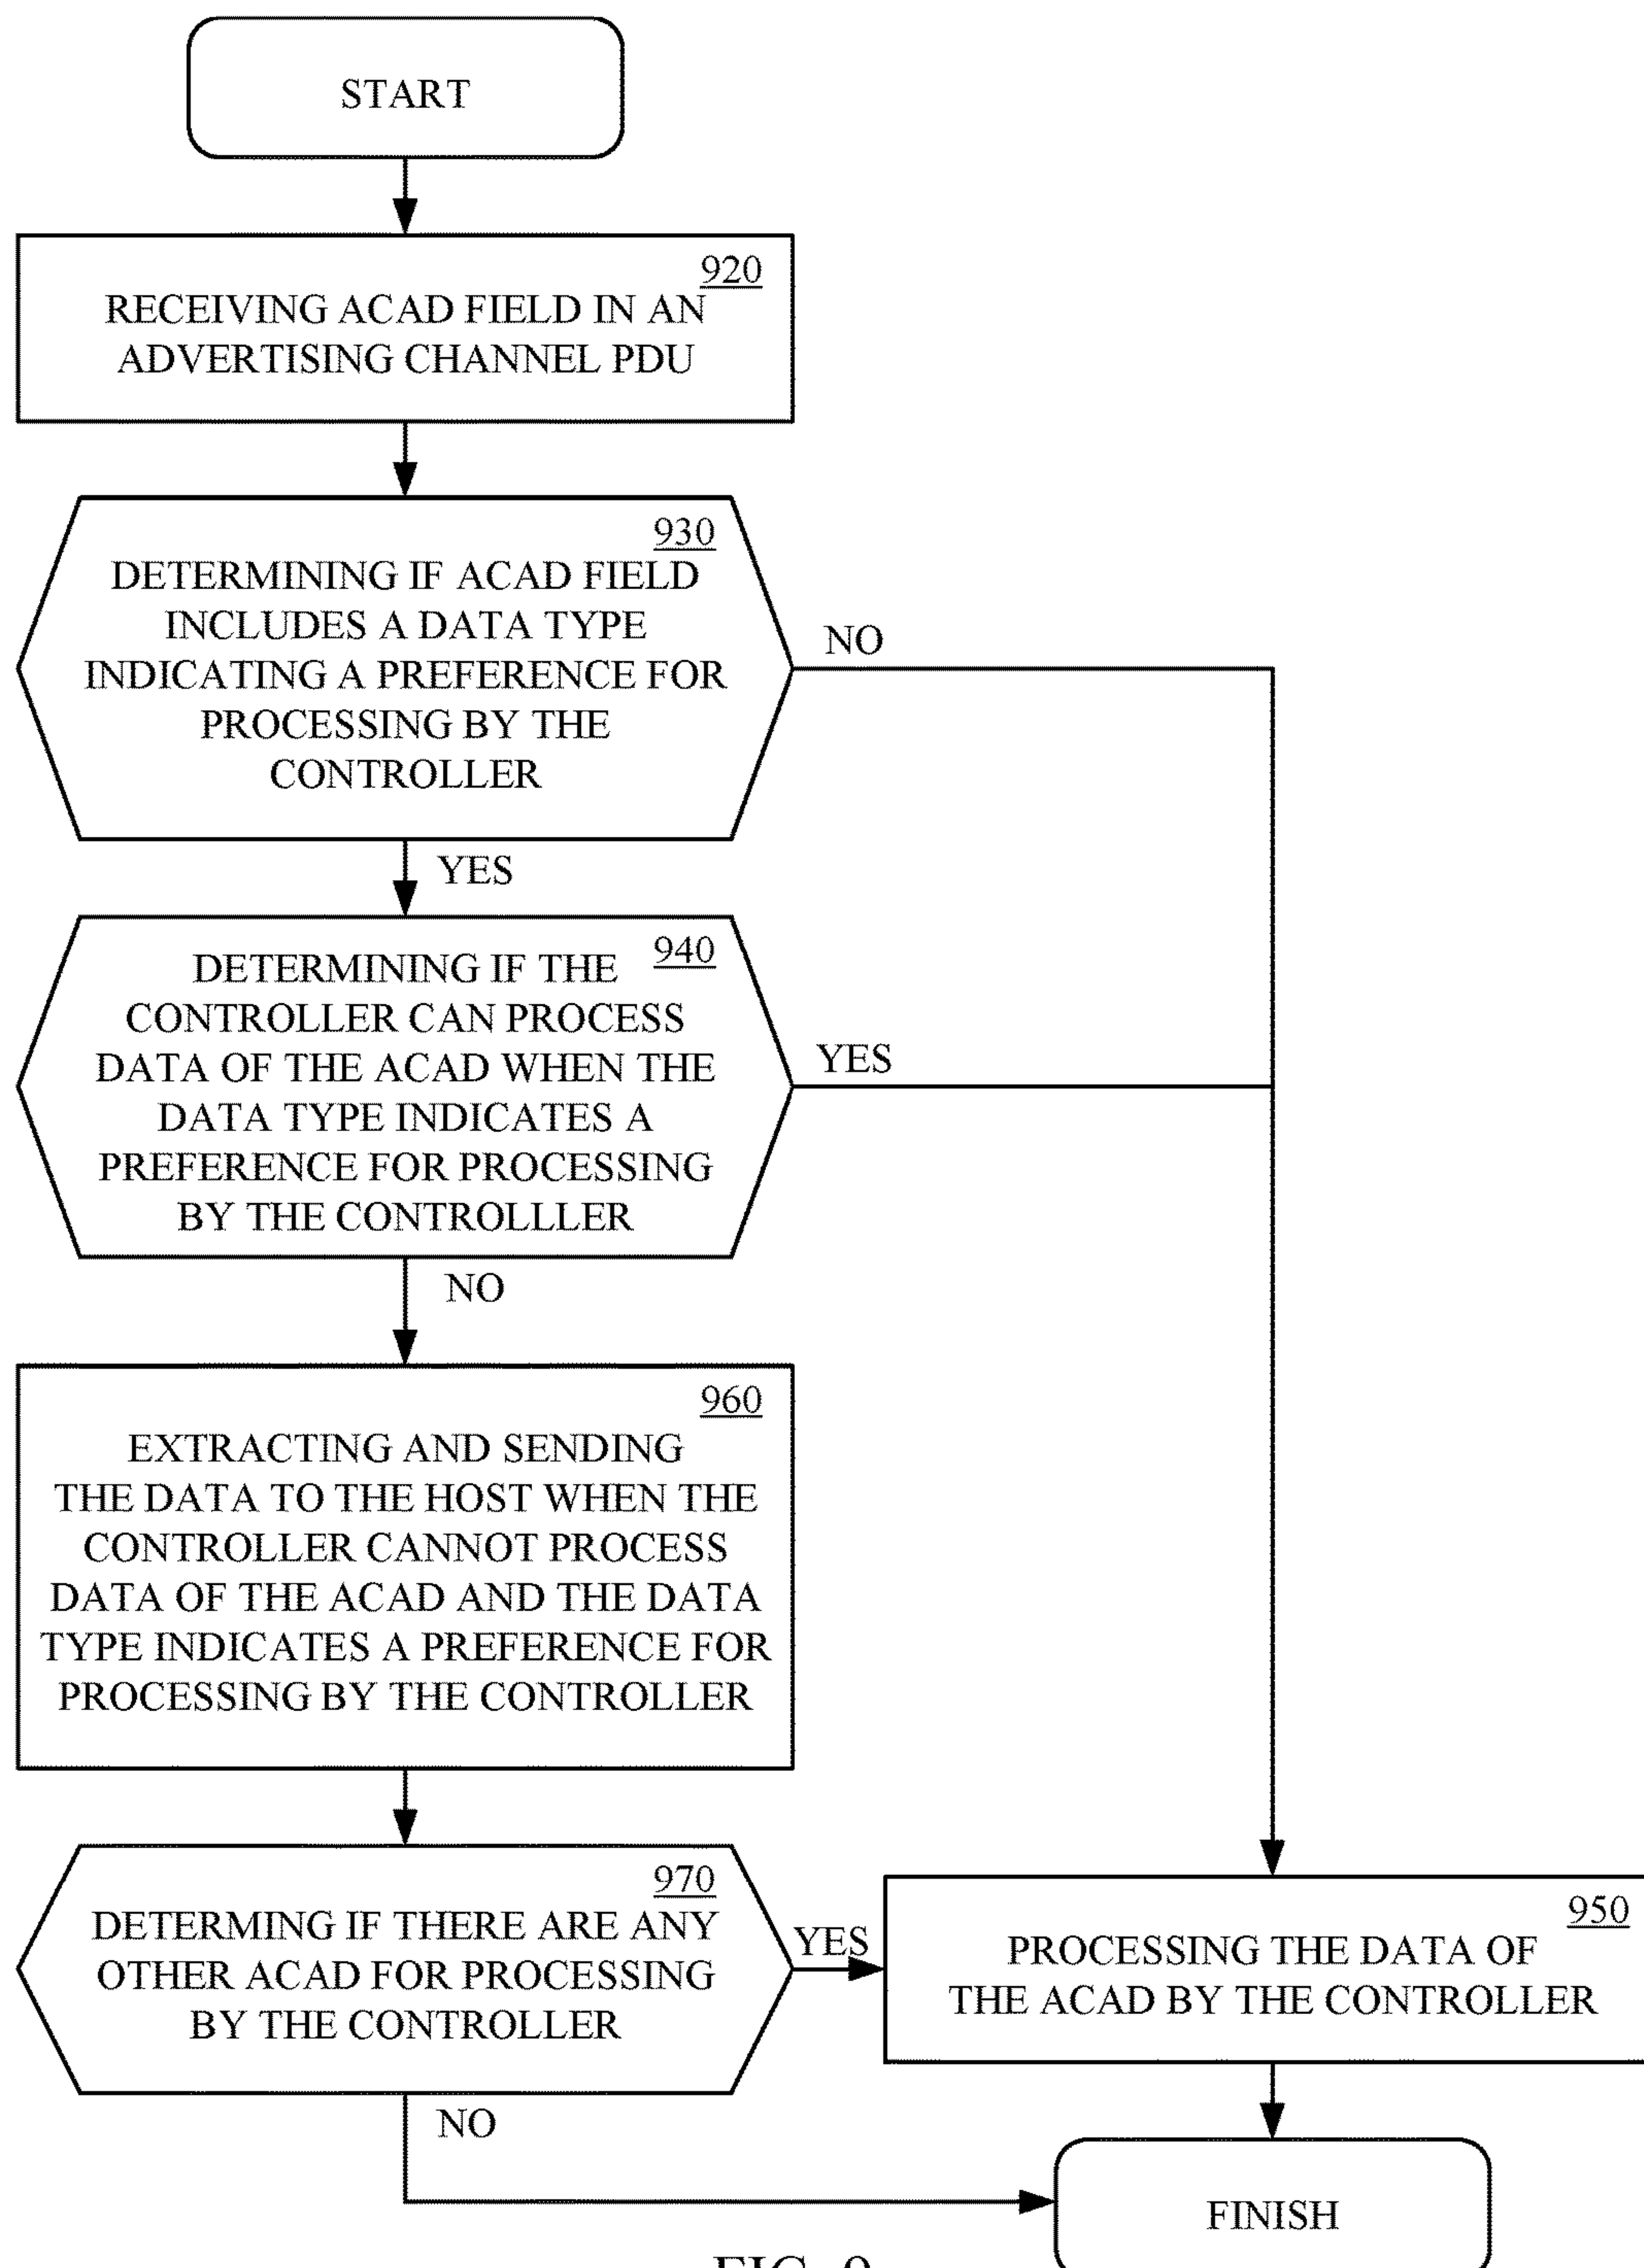 START
920
RECEIVING ACAD FIELD IN AN
ADVERTISING CHANNEL PDU
930
DETERMINING IF ACAD FIELD
INCLUDES A DATA TYPE
INDICATING A PREFERENCE FOR
PROCESSING BY THE
CONTROLLER
NO
YES
940
DETERMINING IF THE
CONTROLLER CAN PROCESS
DATA OF THE ACAD WHEN THE
DATA TYPE INDICATES A
PREFERENCE FOR PROCESSING
BY THE CONTROLLLER
YES
NO
960
EXTRACTING AND SENDING
THE DATA TO THE HOST WHEN THE
CONTROLLER CANNOT PROCESS
DATA OF THE ACAD AND THE DATA
TYPE INDICATES A PREFERENCE FOR
PROCESSING BY THE CONTROLLER
970
DETERMING IF THERE ARE ANY
OTHER ACAD FOR PROCESSING
BY THE CONTROLLER
YES
NO
950
PROCESSING THE DATA OF
THE ACAD BY THE CONTROLLER
FINISH
FIG. 9